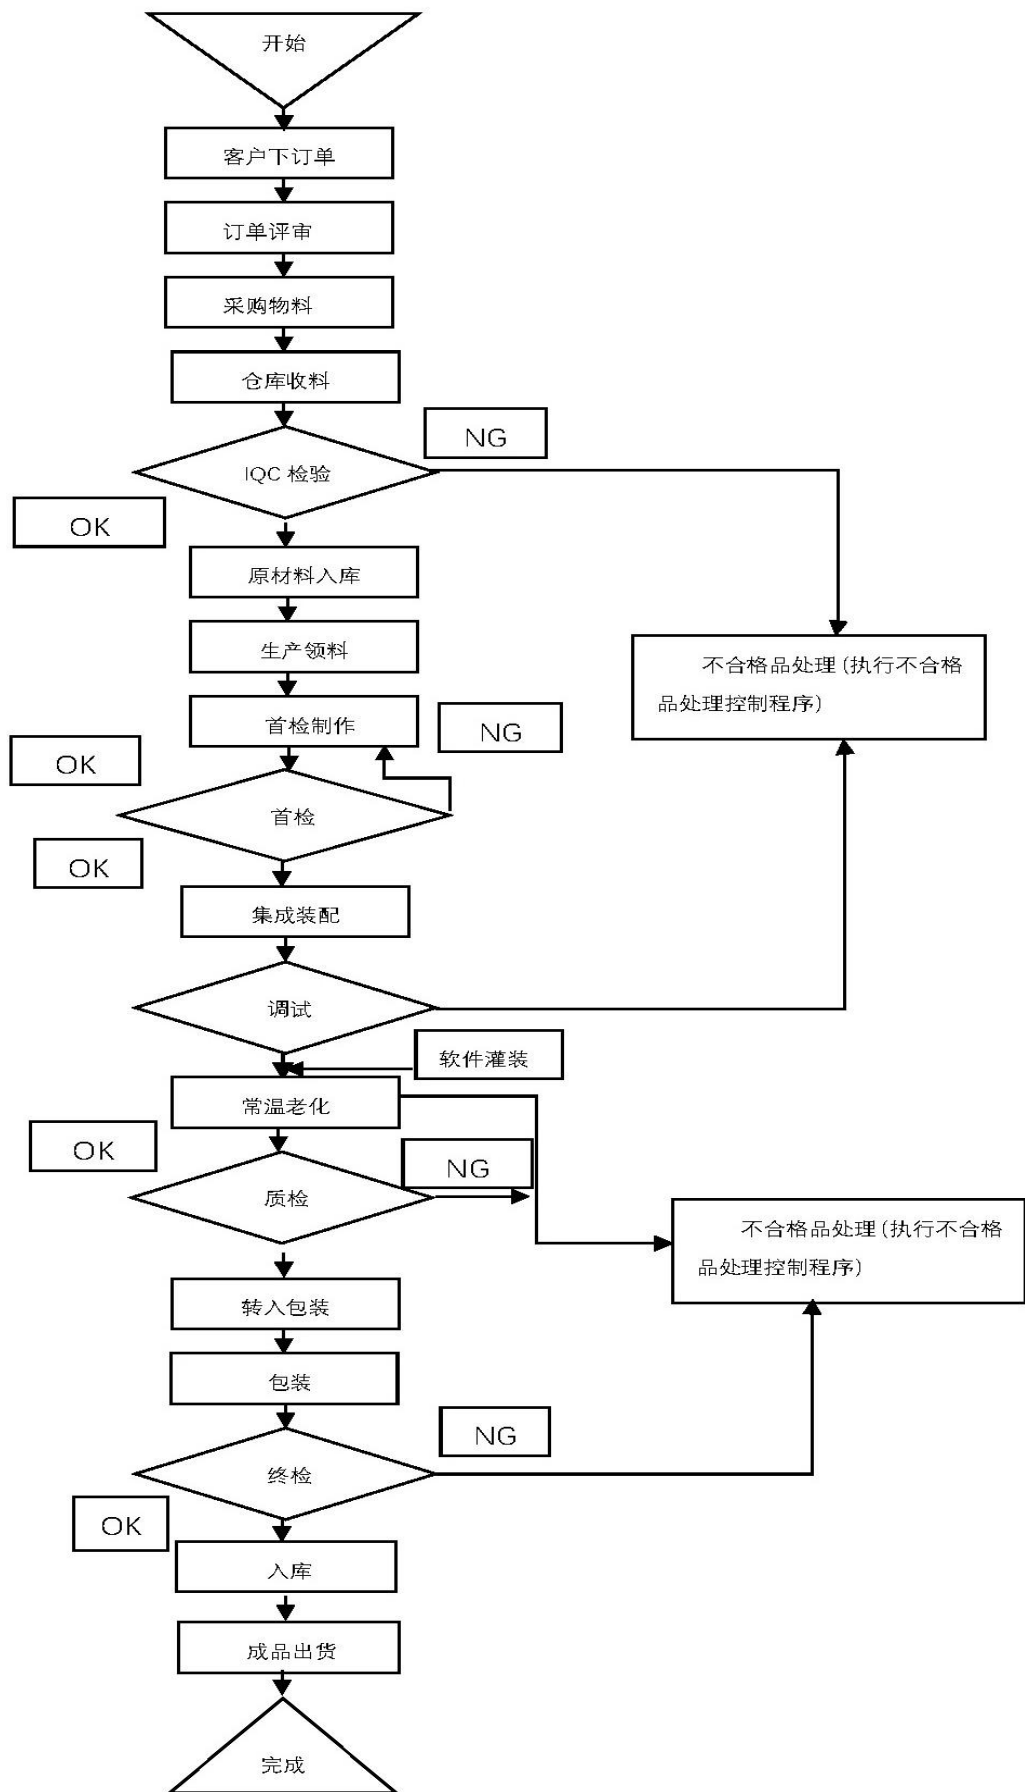 开始
客户下订单
订单评审
采购物料
仓库收料
NG
IQC 检验
OK
原材料入库
生产领料
不合格品处理(执行不合格
品处理控制程序)
首检制作
NG
OK
首检
OK
集成装配
调试
软件灌装
常温老化
OK
NG
质检
不合格品处理(执行不合格
品处理控制程序)
转入包装
包装
NG
终检
OK
入库
成品出货
完成